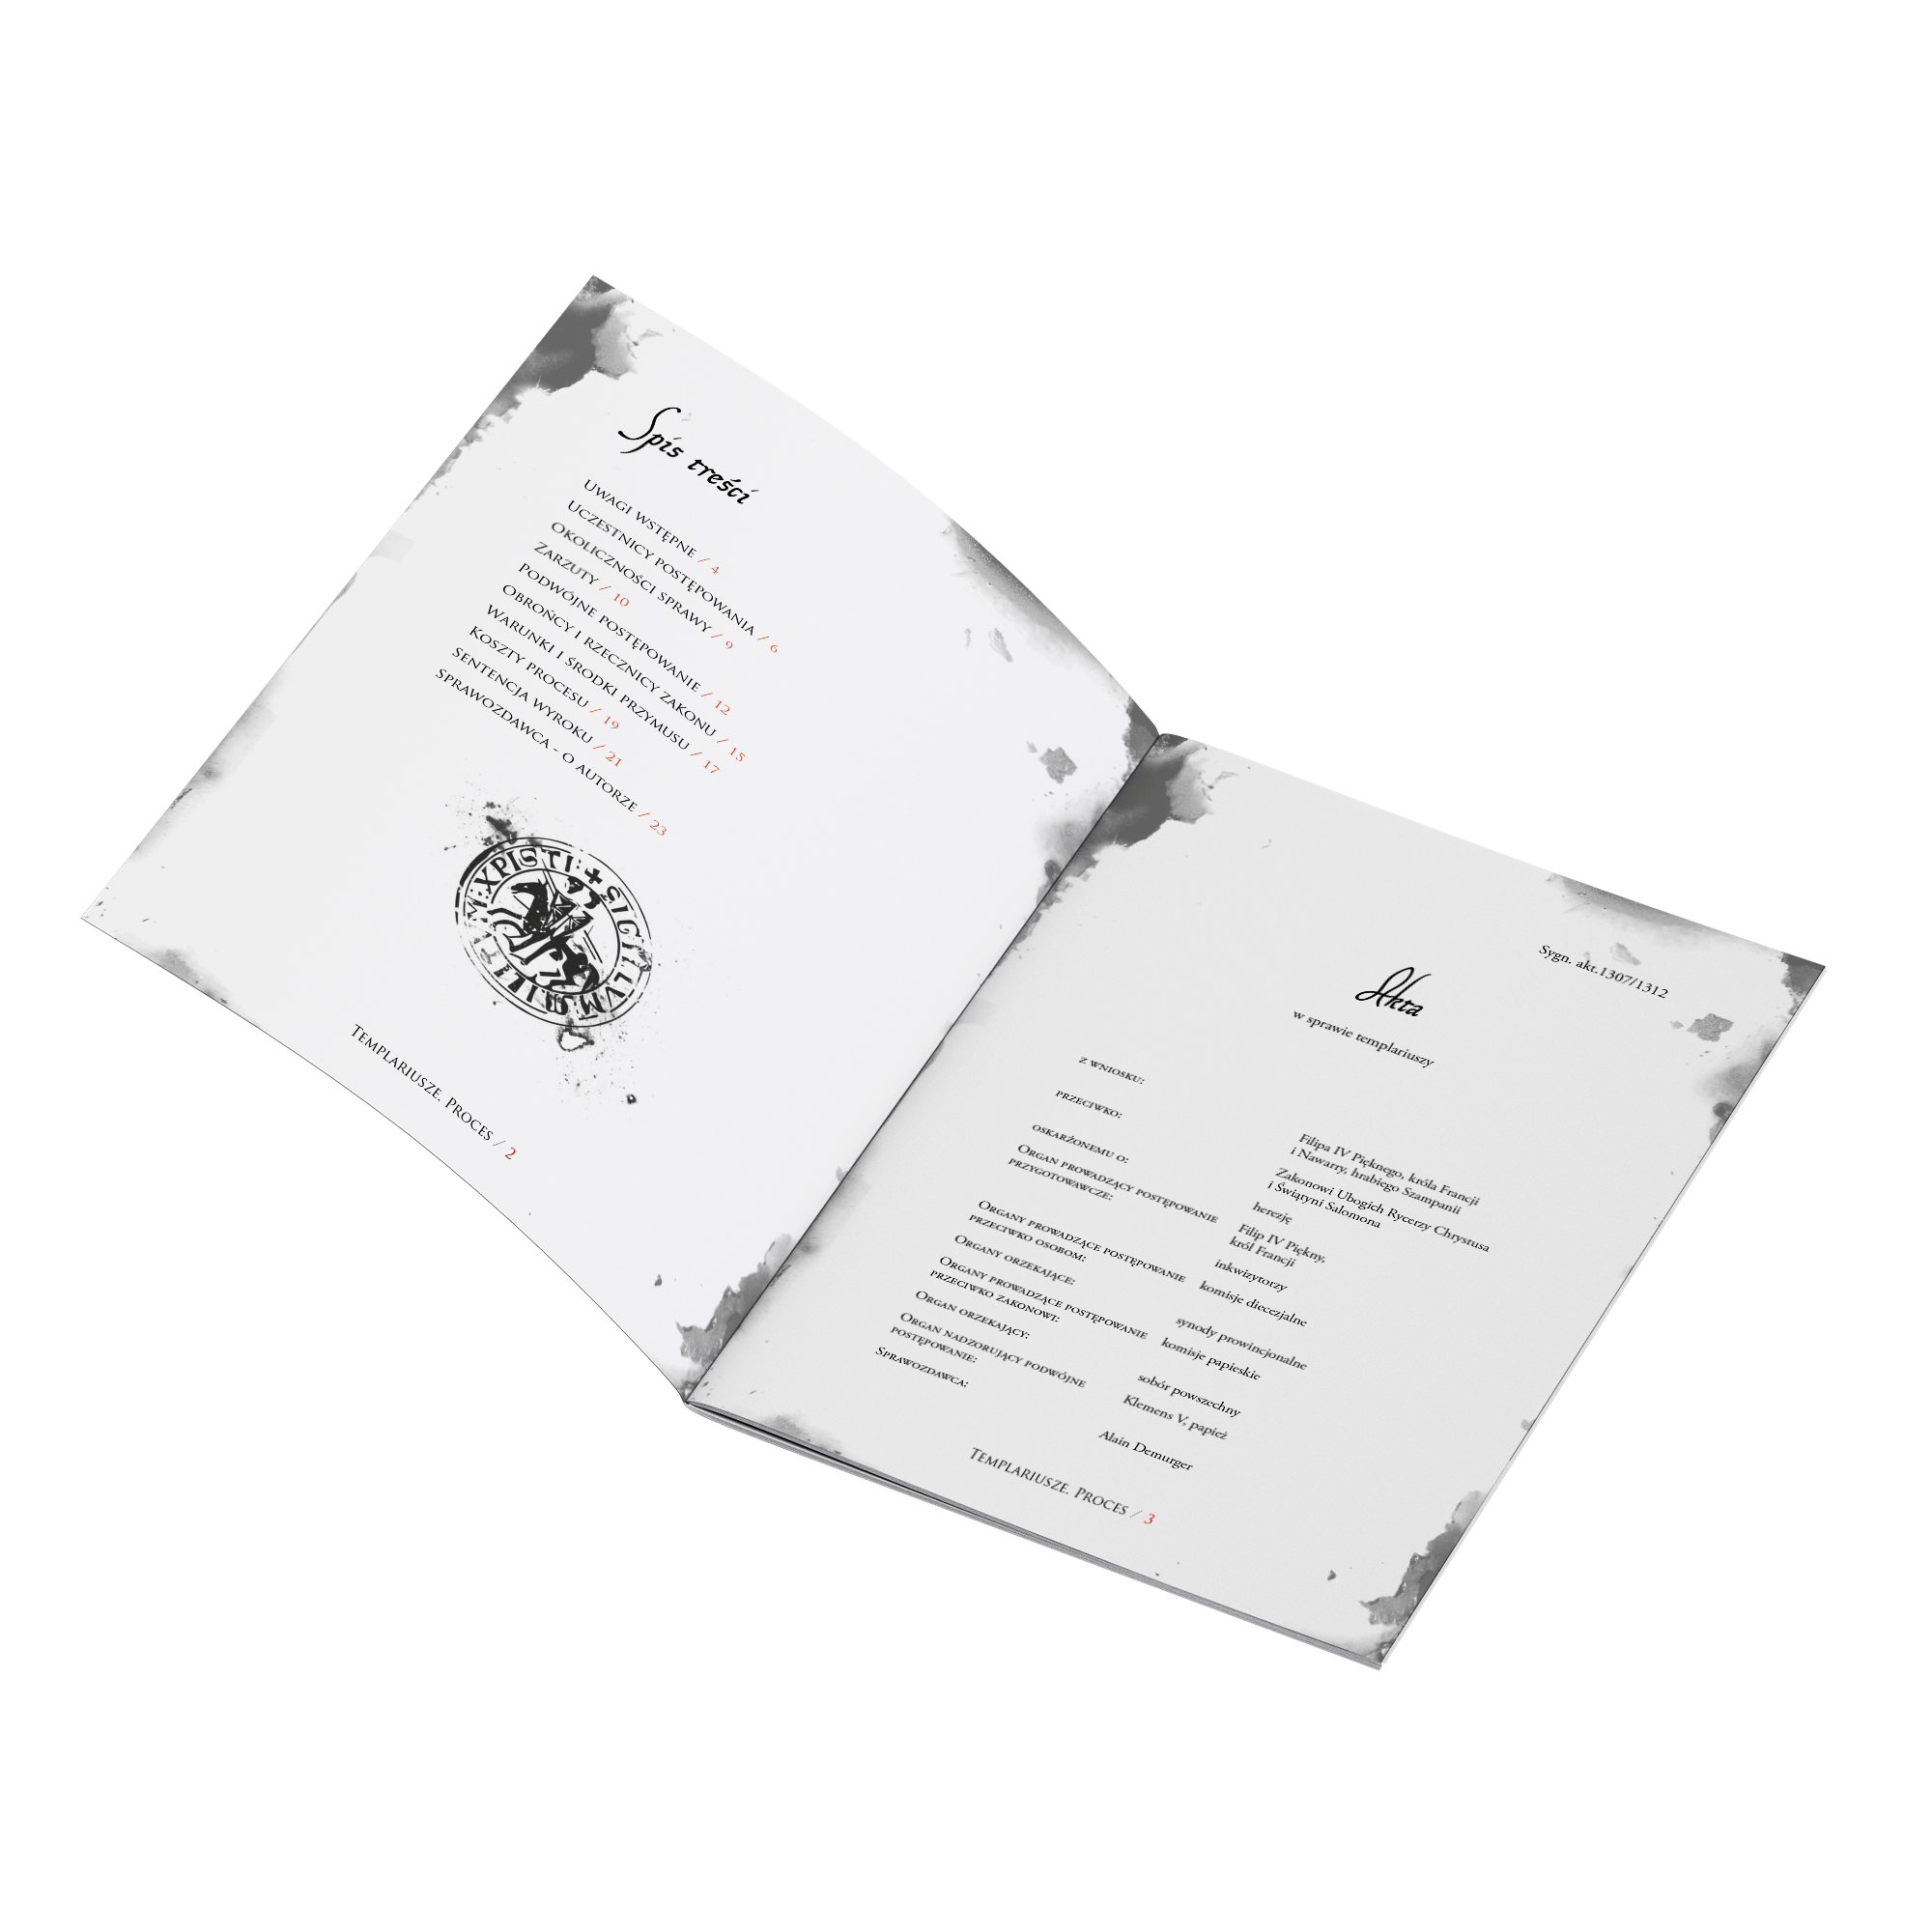 Spis treści
Uwagi wstępne / 4
Uczestnicy postępowania / 6
Okoliczności sprawy / 9
Zarzuty / 10
Podwójne postępowanie / 12
Obrońcy i rzecznicy zakonu / 15
Warunki i środki przymusu / 17
Koszty procesu / 19
Sentencja wyroku / 21
Sprawozdawca - o autorze / 23
SIGILLVM MILITVM XPISTI
Templariusze. Proces / 2
Sygn. akt.1307/1312
Akta
w sprawie templariuszy
z wniosku:
Filipa IV Pięknego, króla Francji
i Nawarry, hrabiego Szampanii
przeciwko:
Zakonowi Ubogich Rycerzy Chrystusa
i Świątyni Salomona
oskarżonemu o:
herezję
Organ prowadzący postępowanie
przygotowawcze:
Filip IV Piękny,
król Francji
inkwizytorzy
Organy prowadzące postępowanie
przeciwko osobom:
komisje diecezjalne
Organy orzekające:
synody prowincjonalne
Organy prowadzące postępowanie
przeciwko zakonowi:
komisje papieskie
Organ orzekający:
sobór powszechny
Organ nadzorujący podwójne
postępowanie:
Klemens V, papież
Sprawozdawca:
Alain Demurger
Templariusze. Proces / 3